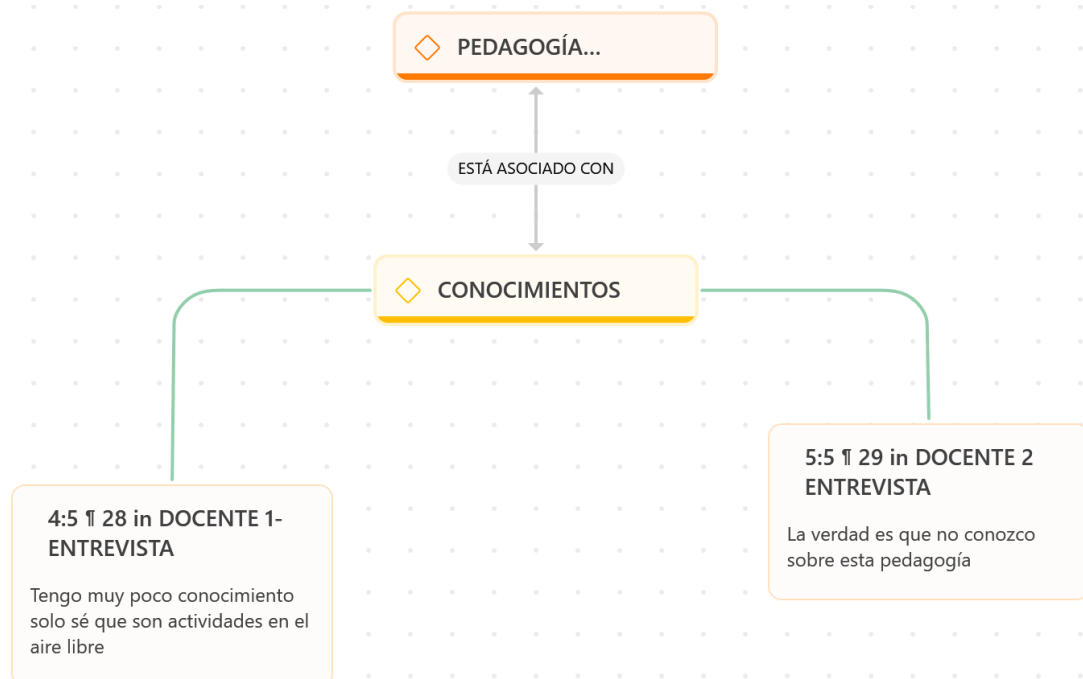 PEDAGOGÍA...
ESTÁ ASOCIADO CON
CONOCIMIENTOS
4:5 ¶ 28 in DOCENTE 1-
ENTREVISTA
Tengo muy poco conocimiento
solo sé que son actividades en el
aire libre
5:5 ¶ 29 in DOCENTE 2
ENTREVISTA
La verdad es que no conozco
sobre esta pedagogía